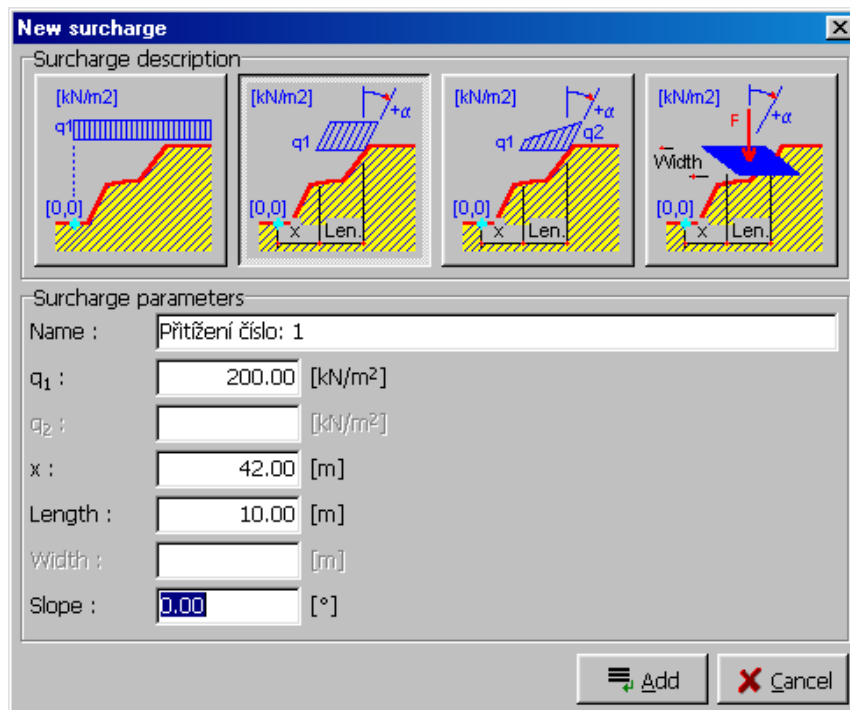 New surcharge
Surcharge description
[kN/m2]
q1
[0,0]
[kN/m2]
+α
q1
[0,0]
x
Len.
[kN/m2]
+α
q1
q2
[0,0]
x
Len.
[kN/m2]
F
+α
Width
[0,0]
x
Len.
Surcharge parameters
Name : Přitížení číslo: 1
q₁ : 200.00 [kN/m²]
q₂ : [kN/m²]
x : 42.00 [m]
Length : 10.00 [m]
Width : [m]
Slope : 0.00 [°]
Add Cancel